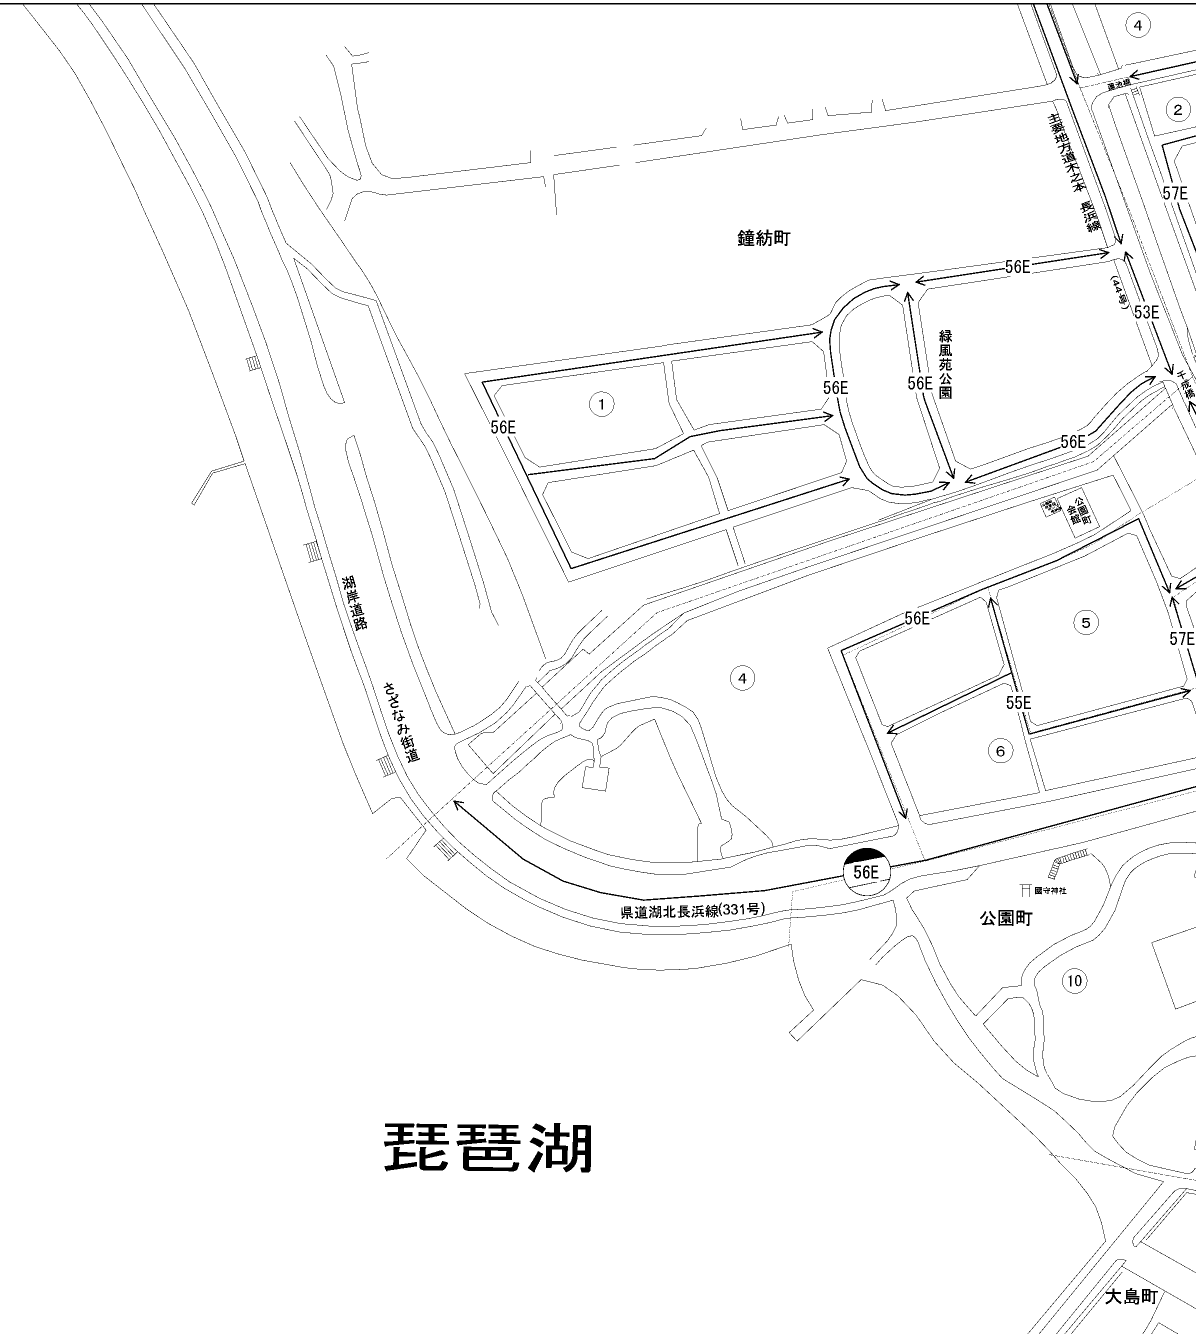 4
蓮池橋
2
主要地方道木之本 長浜線
57E
鐘紡町
56E
(44号)
53E
緑風苑公園
千成橋
56E
56E
1
56E
56E
公園町
会館
湖岸道路
56E
5
57E
4
さざなみ街道
55E
6
56E
県道湖北長浜線(331号)
國守神社
公園町
10
琵琶湖
大島町